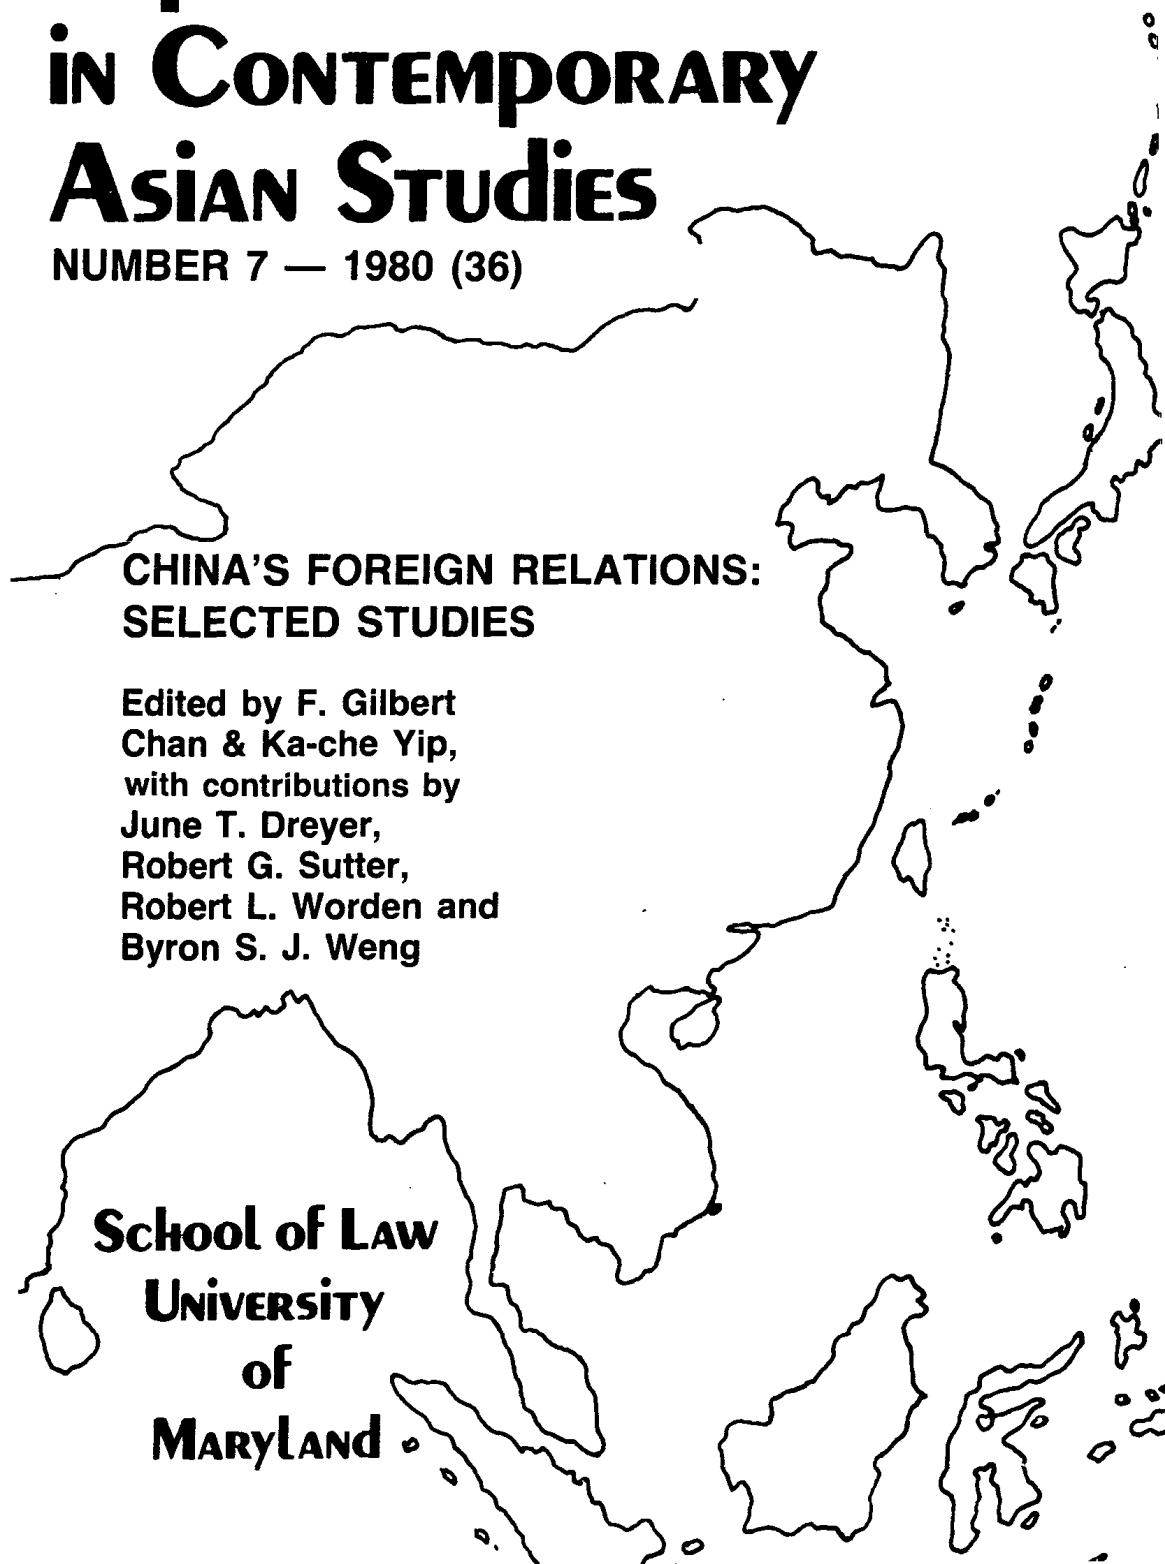 in Contemporary
Asian Studies
NUMBER 7 — 1980 (36)
CHINA'S FOREIGN RELATIONS:
SELECTED STUDIES
Edited by F. Gilbert
Chan & Ka-che Yip,
with contributions by
June T. Dreyer,
Robert G. Sutter,
Robert L. Worden and
Byron S. J. Weng
School of Law
University
of
Maryland